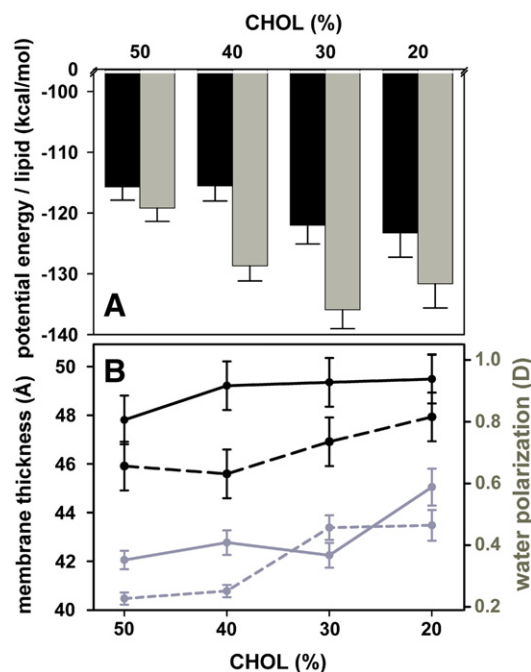 CHOL (%)
50 40 30 20
0
-100
-110
-120
-130
-140
potential energy / lipid (kcal/mol)
A
B
50
48
46
44
42
40
membrane thickness (Å)
1.0
0.8
0.6
0.4
0.2
water polarization (D)
50 40 30 20
CHOL (%)